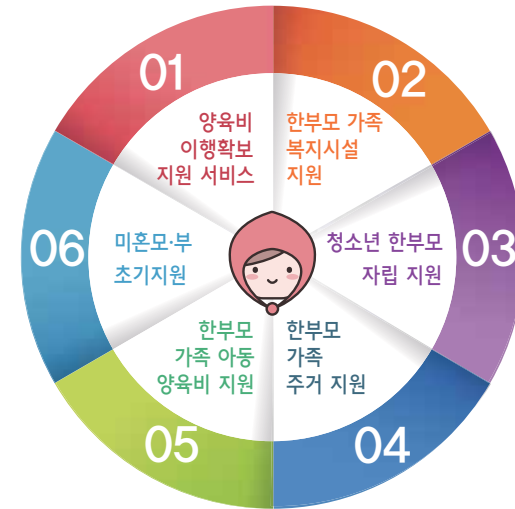 01
양육비
이행확보
지원 서비스
02
한부모 가족
복지시설
지원
03
청소년 한부모
자립 지원
04
한부모
가족
주거 지원
05
한부모
가족 아동
양육비 지원
06
미혼모·부
초기지원